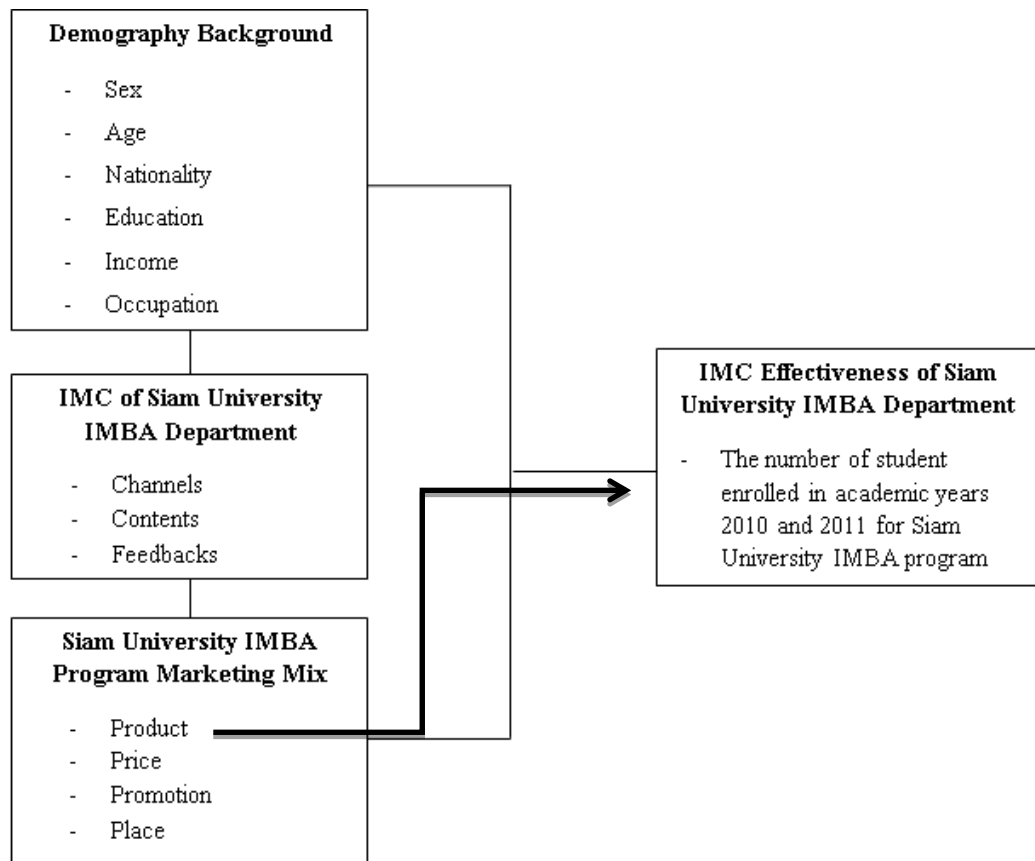 Demography Background
- Sex
- Age
- Nationality
- Education
- Income
- Occupation
IMC of Siam University
IMBA Department
- Channels
- Contents
- Feedbacks
Siam University IMBA
Program Marketing Mix
- Product
- Price
- Promotion
- Place
IMC Effectiveness of Siam
University IMBA Department
- The number of student
enrolled in academic years
2010 and 2011 for Siam
University IMBA program